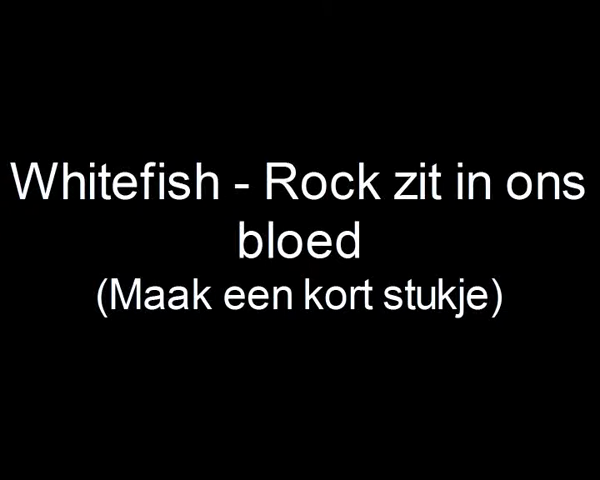 Whitefish - Rock zit in ons
bloed
(Maak een kort stukje)